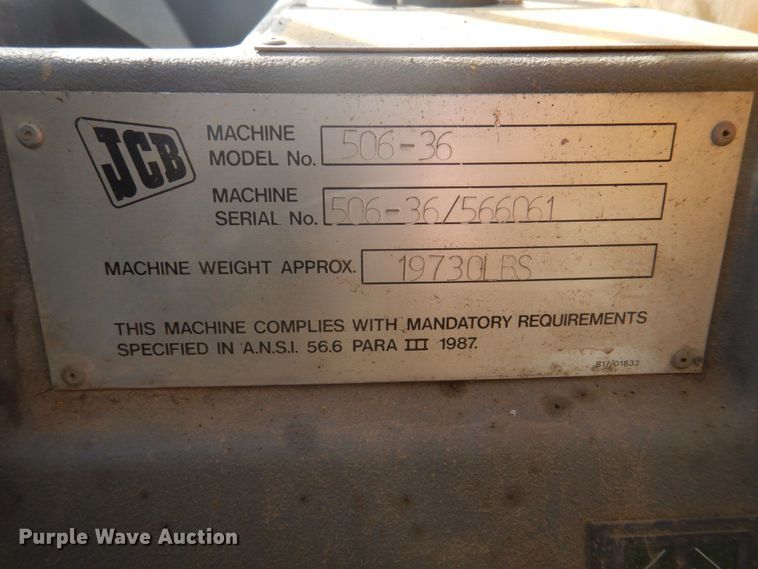 JCB
MACHINE MODEL No. 506-36
MACHINE SERIAL No. 506-36/566061
MACHINE WEIGHT APPROX. 19730LBS
THIS MACHINE COMPLIES WITH MANDATORY REQUIREMENTS
SPECIFIED IN A.N.S.I. 56.6 PARA III 1987.
817/01833
Purple Wave Auction